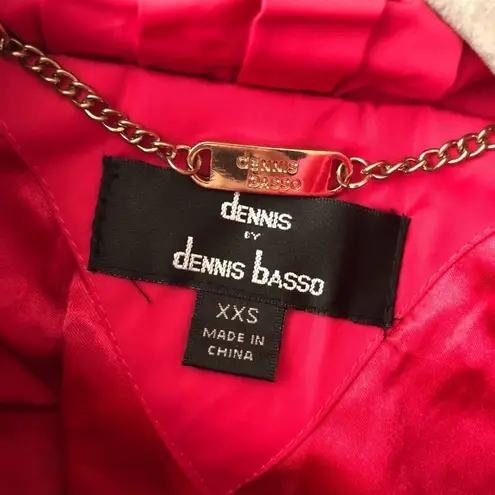 dENNIS
bASSO
dENNIS
BY
dENNIS bASSO
XXS
MADE IN
CHINA